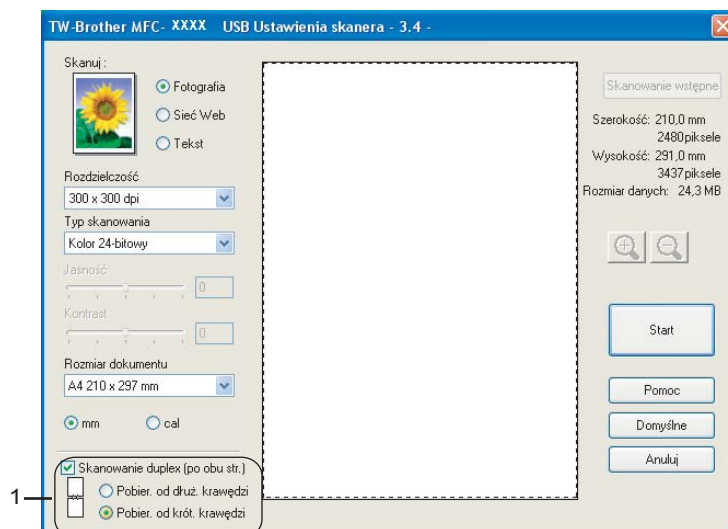 TW-Brother MFC- XXXX USB Ustawienia skanera - 3.4 -
Skanuj :
Fotografia
Sieć Web
Tekst
Rozdzielczość
300 x 300 dpi
Typ skanowania
Kolor 24-bitowy
Jasność
0
Kontrast
0
Rozmiar dokumentu
A4 210 x 297 mm
mm
cal
Skanowanie duplex (po obu str.)
Pobier. od dłuż. krawędzi
Pobier. od krót. krawędzi
1
Skanowanie wstępne
Szerokość: 210,0 mm
2480piksele
Wysokość: 291,0 mm
3437piksele
Rozmiar danych: 24,3 MB
Start
Pomoc
Domyślne
Anuluj